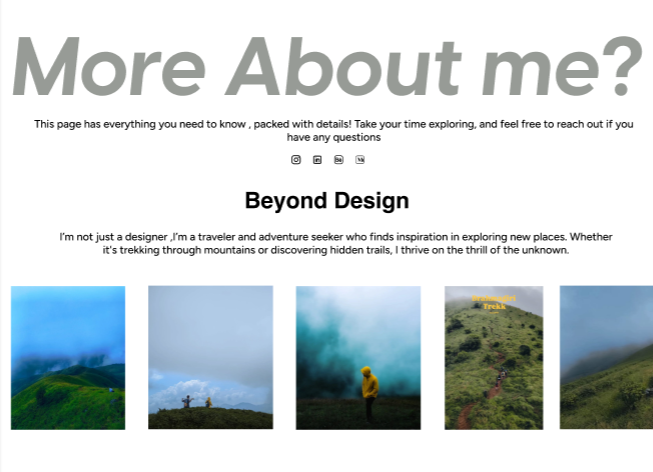 More About me?
This page has everything you need to know , packed with details! Take your time exploring, and feel free to reach out if you
have any questions
Beyond Design
I'm not just a designer ,I'm a traveler and adventure seeker who finds inspiration in exploring new places. Whether
it's trekking through mountains or discovering hidden trails, I thrive on the thrill of the unknown.
Trekk